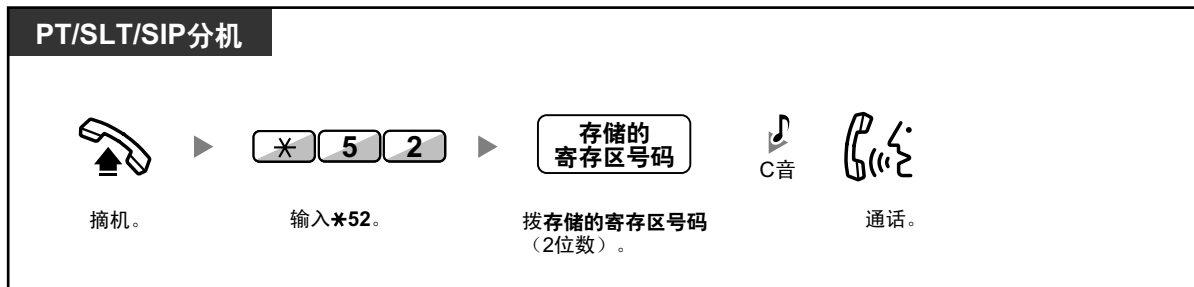 PT/SLT/SIP分机
* 5 2
存储的
寄存区号码
C音
摘机。
输入*52。
拨存储的寄存区号码
（2位数）。
通话。